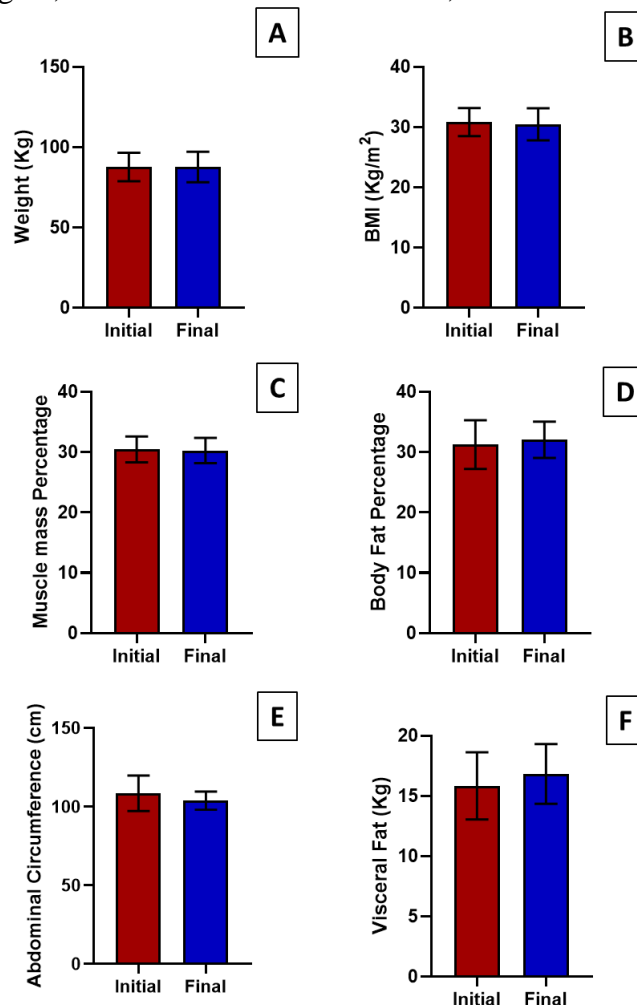 A
Weight (Kg)
150
100
50
0
Initial Final
B
BMI (Kg/m²)
40
30
20
10
0
Initial Final
C
Muscle mass Percentage
40
30
20
10
0
Initial Final
D
Body Fat Percentage
40
30
20
10
0
Initial Final
E
Abdominal Circumference (cm)
150
100
50
0
Initial Final
F
Visceral Fat (Kg)
20
15
10
5
0
Initial Final